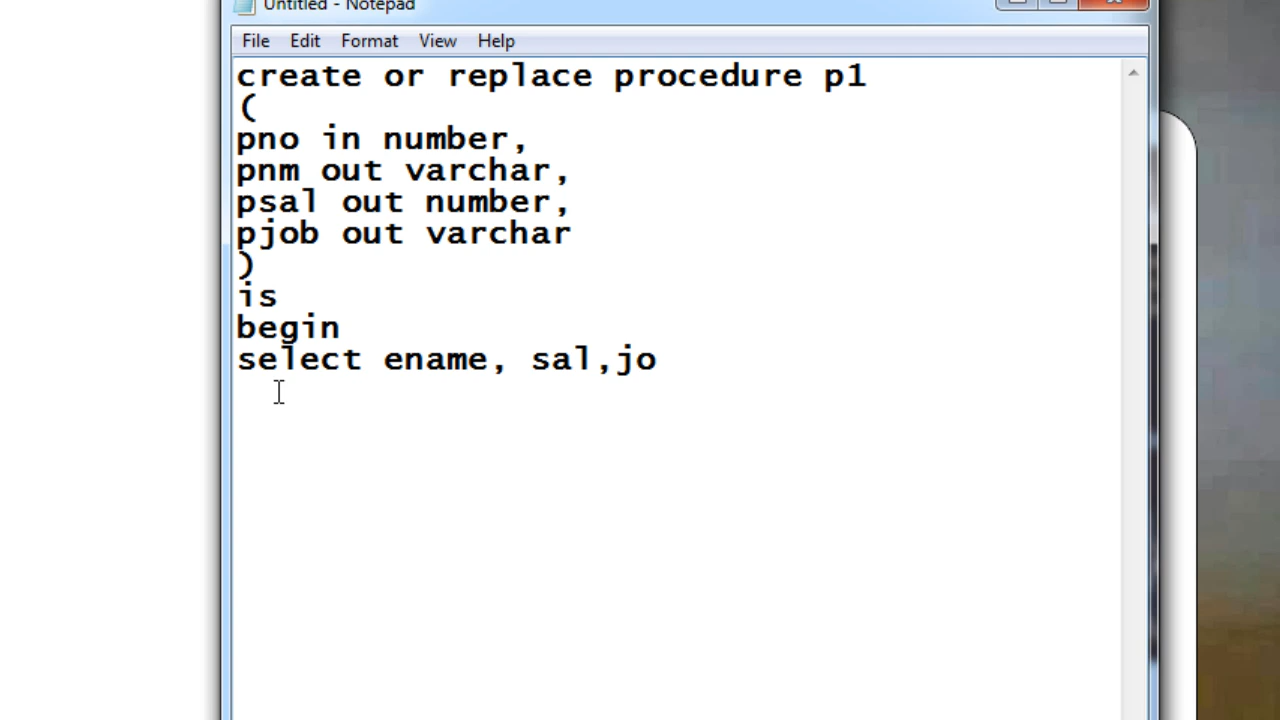 Untitled - Notepad
File Edit Format View Help
create or replace procedure p1
(
pno in number,
pnm out varchar,
psal out number,
pjob out varchar
)
is
begin
select ename, sal,jo